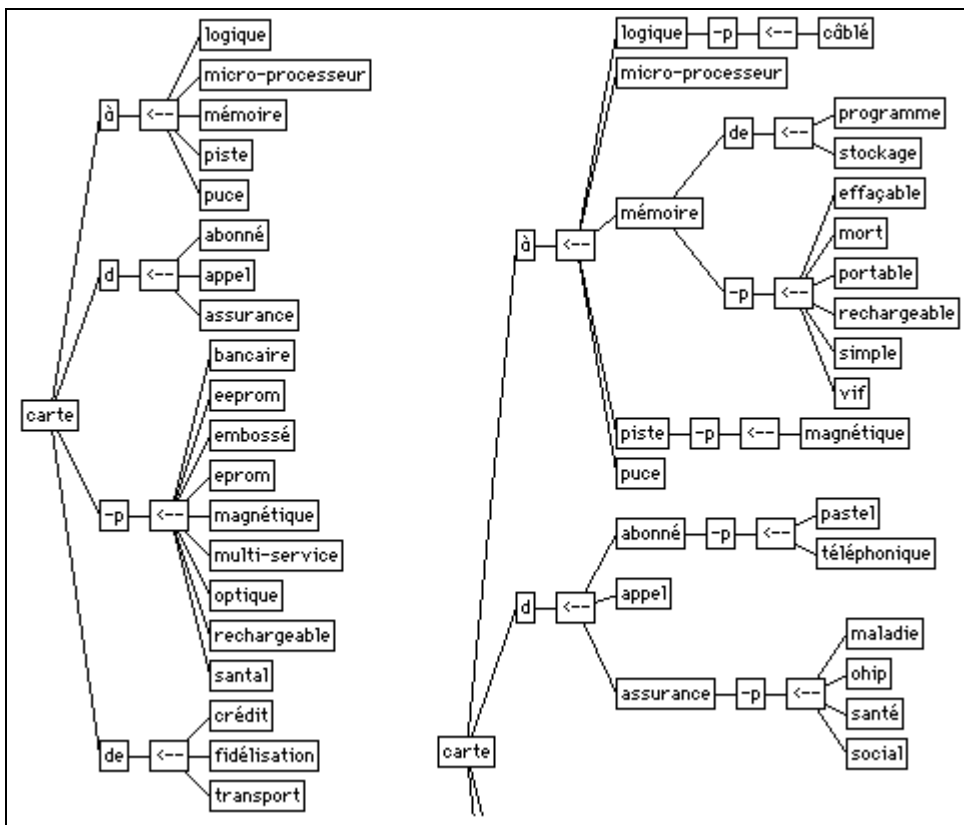 logique
micro-processeur
à <-- mémoire
piste
puce
abonné
d <-- appel
assurance
bancaire
eeprom
embossé
carte
eprom
-p <-- magnétique
multi-service
optique
rechargeable
santal
crédit
de <-- fidélisation
transport
logique -p <-- câblé
micro-processeur
programme
de <--
stockage
effaçable
mémoire
mort
à <--
portable
-p <--
rechargeable
simple
vif
piste -p <-- magnétique
puce
pastel
abonné -p <--
téléphonique
d <-- appel
maladie
ohip
assurance -p <--
santé
carte
social